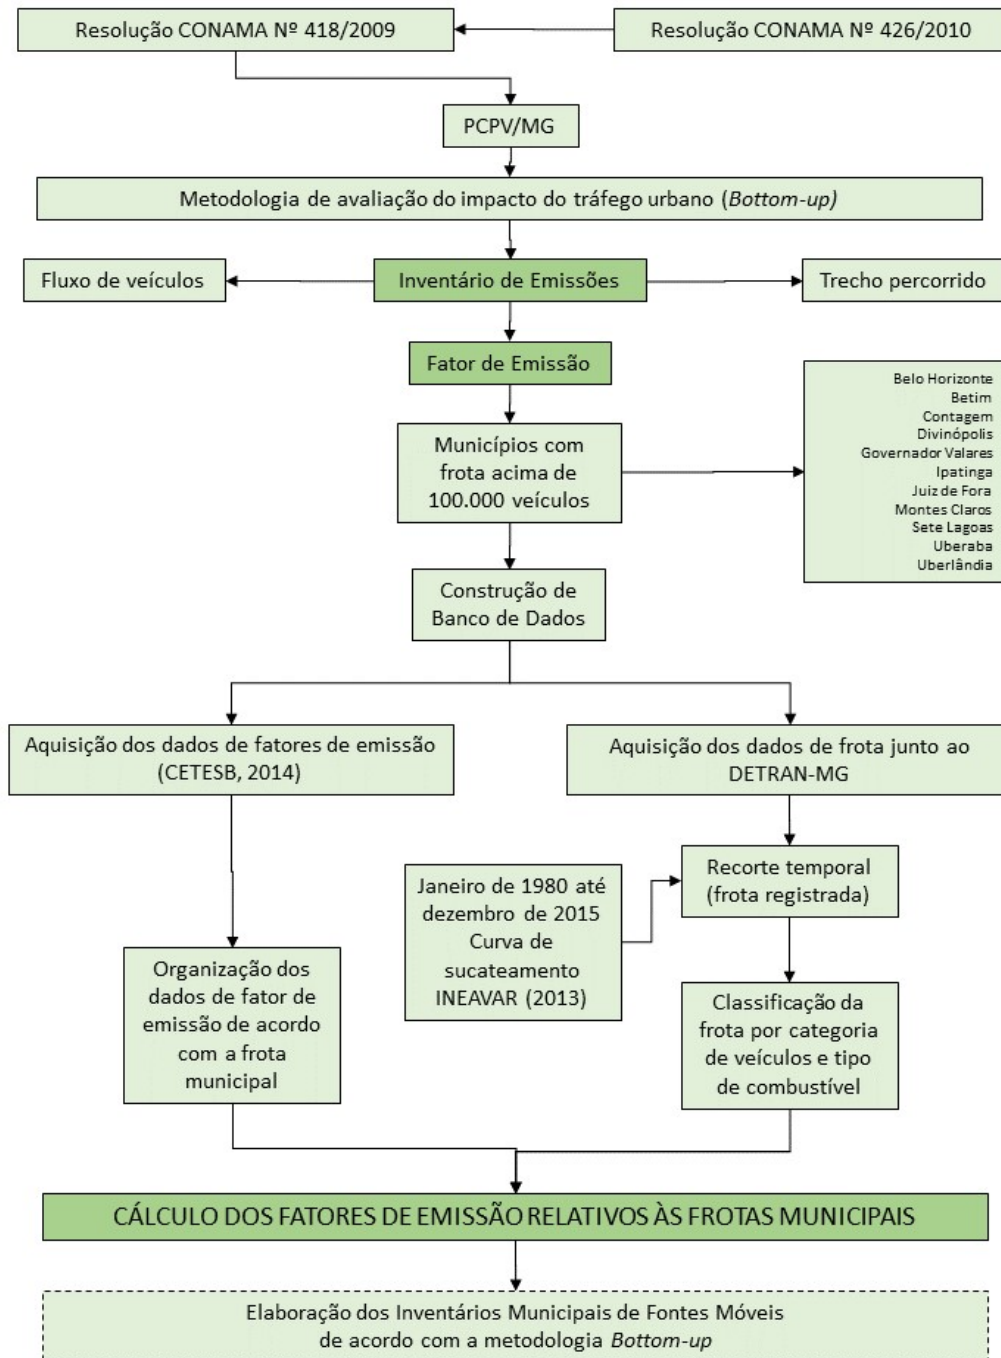 Resolução CONAMA Nº 418/2009
Resolução CONAMA Nº 426/2010
PCPV/MG
Metodologia de avaliação do impacto do tráfego urbano (Bottom-up)
Fluxo de veículos
Inventário de Emissões
Trecho percorrido
Fator de Emissão
Municípios com
frota acima de
100.000 veículos
Belo Horizonte
Betim
Contagem
Divinópolis
Governador Valares
Ipatinga
Juiz de Fora
Montes Claros
Sete Lagoas
Uberaba
Uberlândia
Construção de
Banco de Dados
Aquisição dos dados de fatores de emissão
(CETESB, 2014)
Aquisição dos dados de frota junto ao
DETRAN-MG
Janeiro de 1980 até
dezembro de 2015
Curva de
sucateamento
INEAVAR (2013)
Recorte temporal
(frota registrada)
Organização dos
dados de fator de
emissão de acordo
com a frota
municipal
Classificação da
frota por categoria
de veículos e tipo
de combustível
CÁLCULO DOS FATORES DE EMISSÃO RELATIVOS ÀS FROTAS MUNICIPAIS
Elaboração dos Inventários Municipais de Fontes Móveis
de acordo com a metodologia Bottom-up